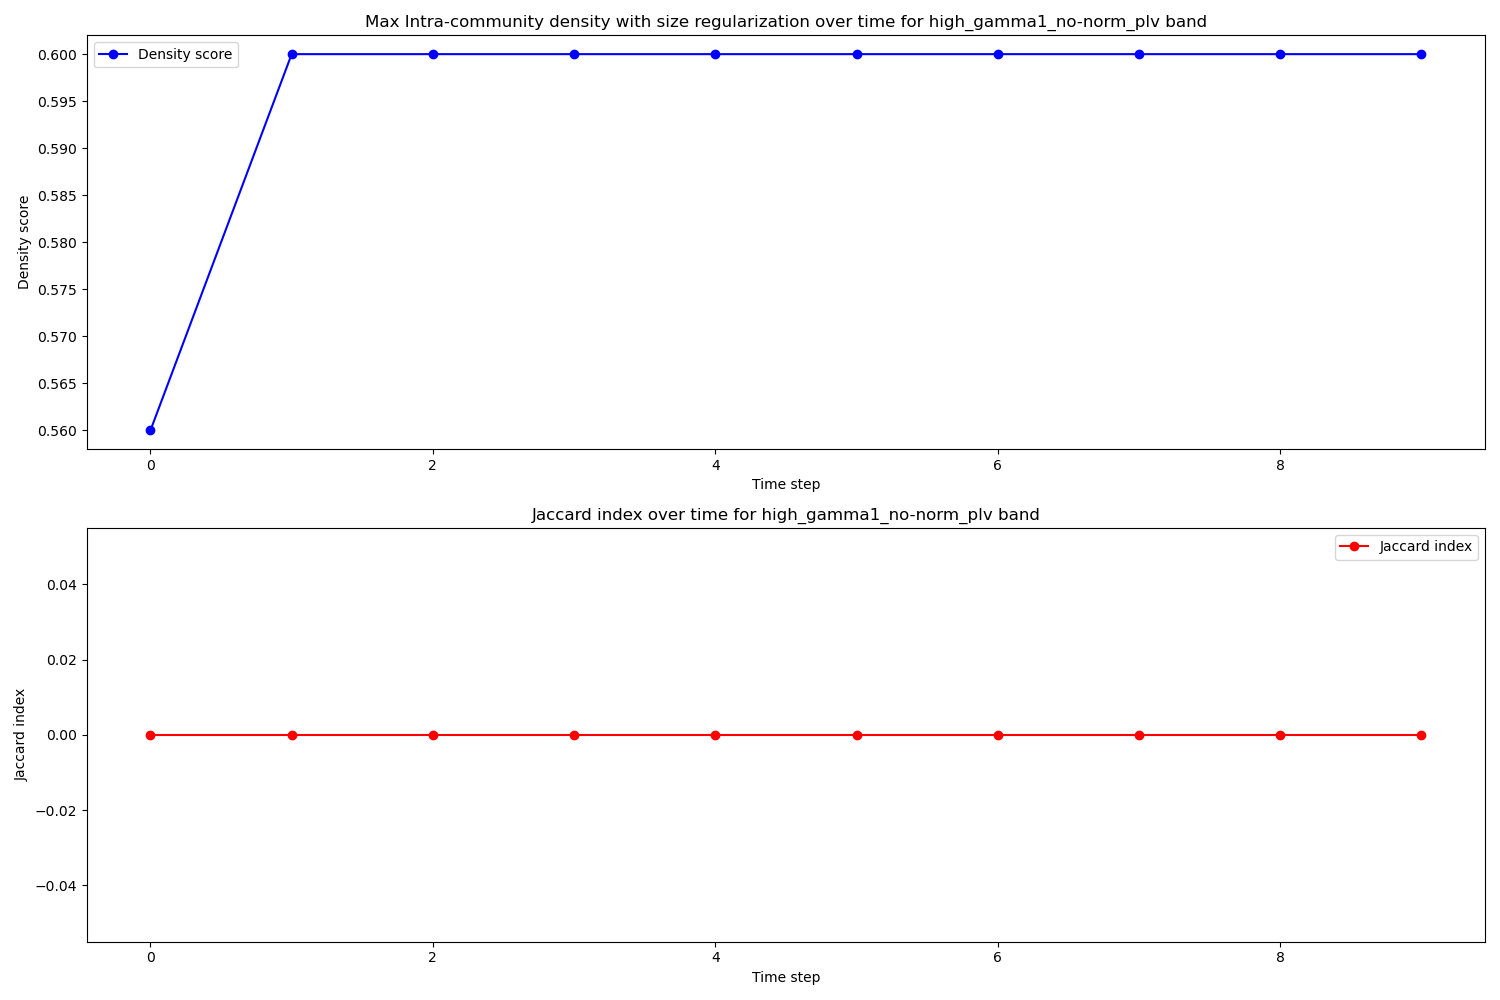 Max Intra-community density with size regularization over time for high_gamma1_no-norm_plv band
Density score
0.600
0.595
0.590
0.585
0.580
0.575
0.570
0.565
0.560
Density score
0 2 4 6 8
Time step
Jaccard index over time for high_gamma1_no-norm_plv band
Jaccard index
0.04
0.02
0.00
−0.02
−0.04
Jaccard index
0 2 4 6 8
Time step